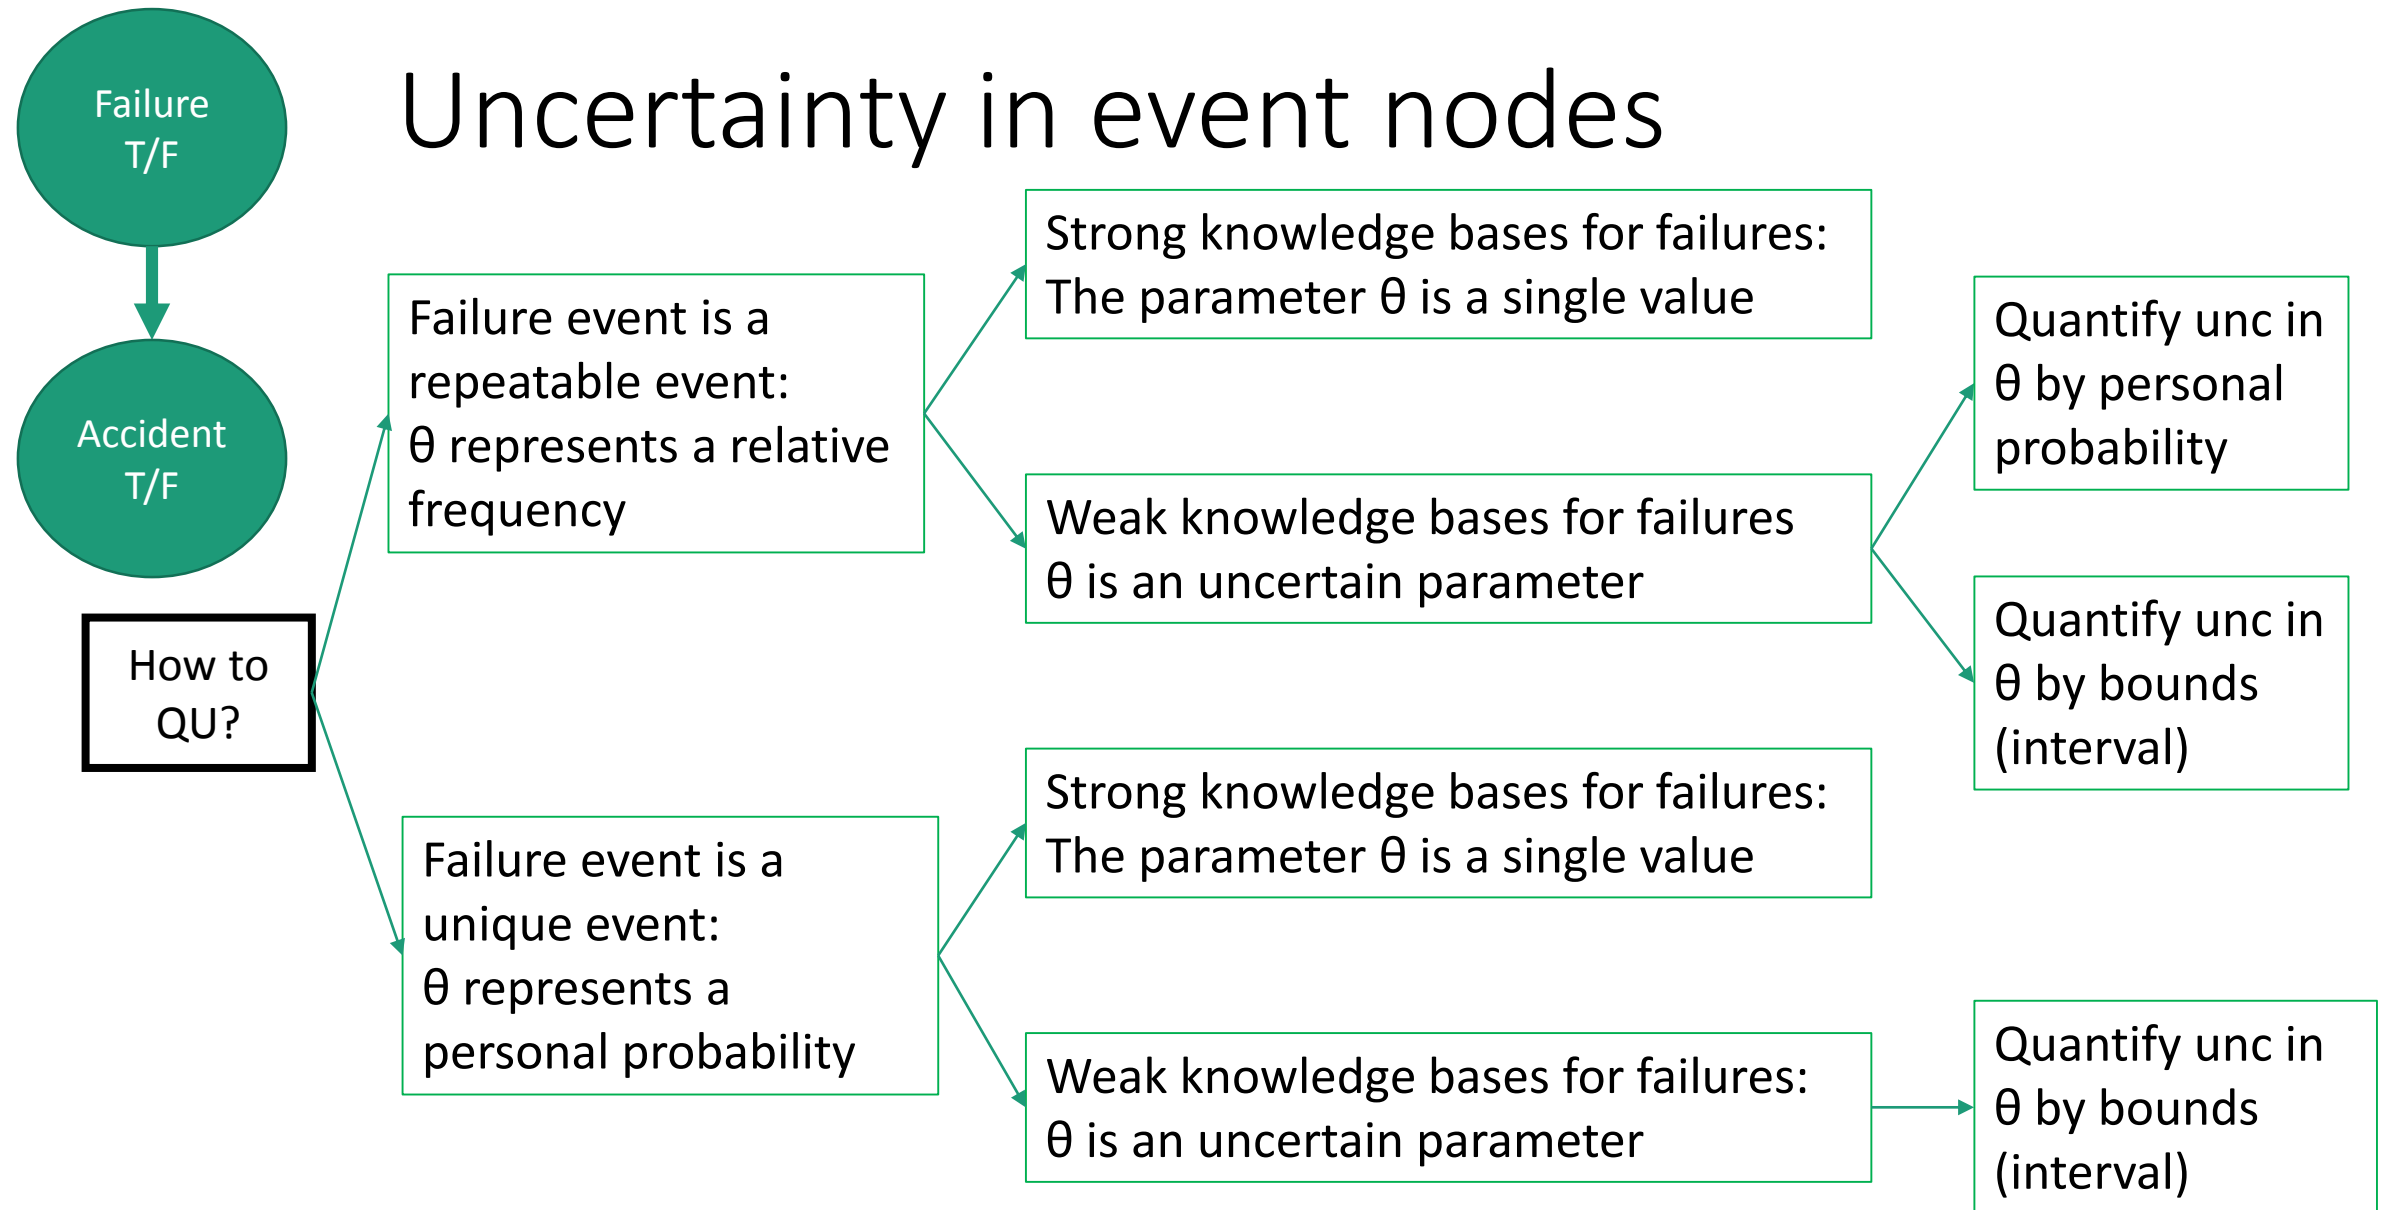 Failure
T/F
Uncertainty in event nodes
Accident
T/F
How to
QU?
Failure event is a
repeatable event:
θ represents a relative
frequency
Strong knowledge bases for failures:
The parameter θ is a single value
Weak knowledge bases for failures
θ is an uncertain parameter
Quantify unc in
θ by personal
probability
Quantify unc in
θ by bounds
(interval)
Failure event is a
unique event:
θ represents a
personal probability
Strong knowledge bases for failures:
The parameter θ is a single value
Weak knowledge bases for failures:
θ is an uncertain parameter
Quantify unc in
θ by bounds
(interval)